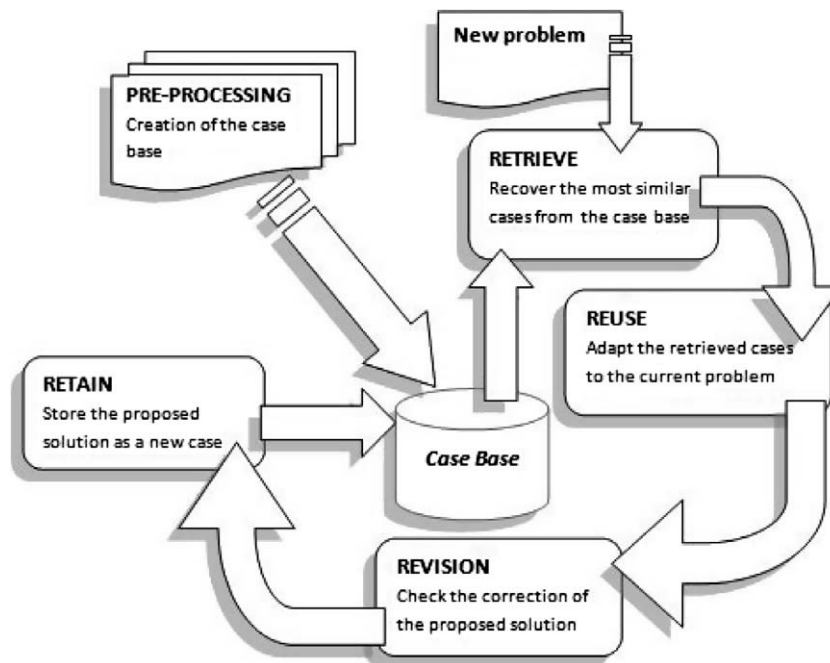 New problem
PRE-PROCESSING
Creation of the case
base
RETRIEVE
Recover the most similar
cases from the case base
REUSE
Adapt the retrieved cases
to the current problem
RETAIN
Store the proposed
solution as a new case
Case Base
REVISION
Check the correction of
the proposed solution